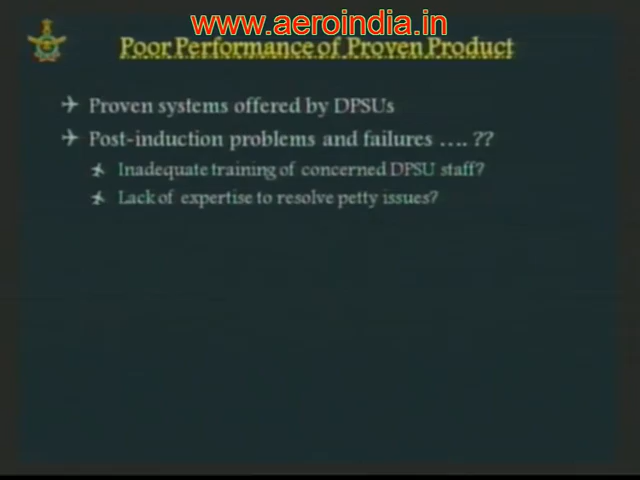 www.aeroindia.in
Poor Performance of Proven Product
Proven systems offered by DPSUs
Post-induction problems and failures .... ??
Inadequate training of concerned DPSU staff?
Lack of expertise to resolve petty issues?